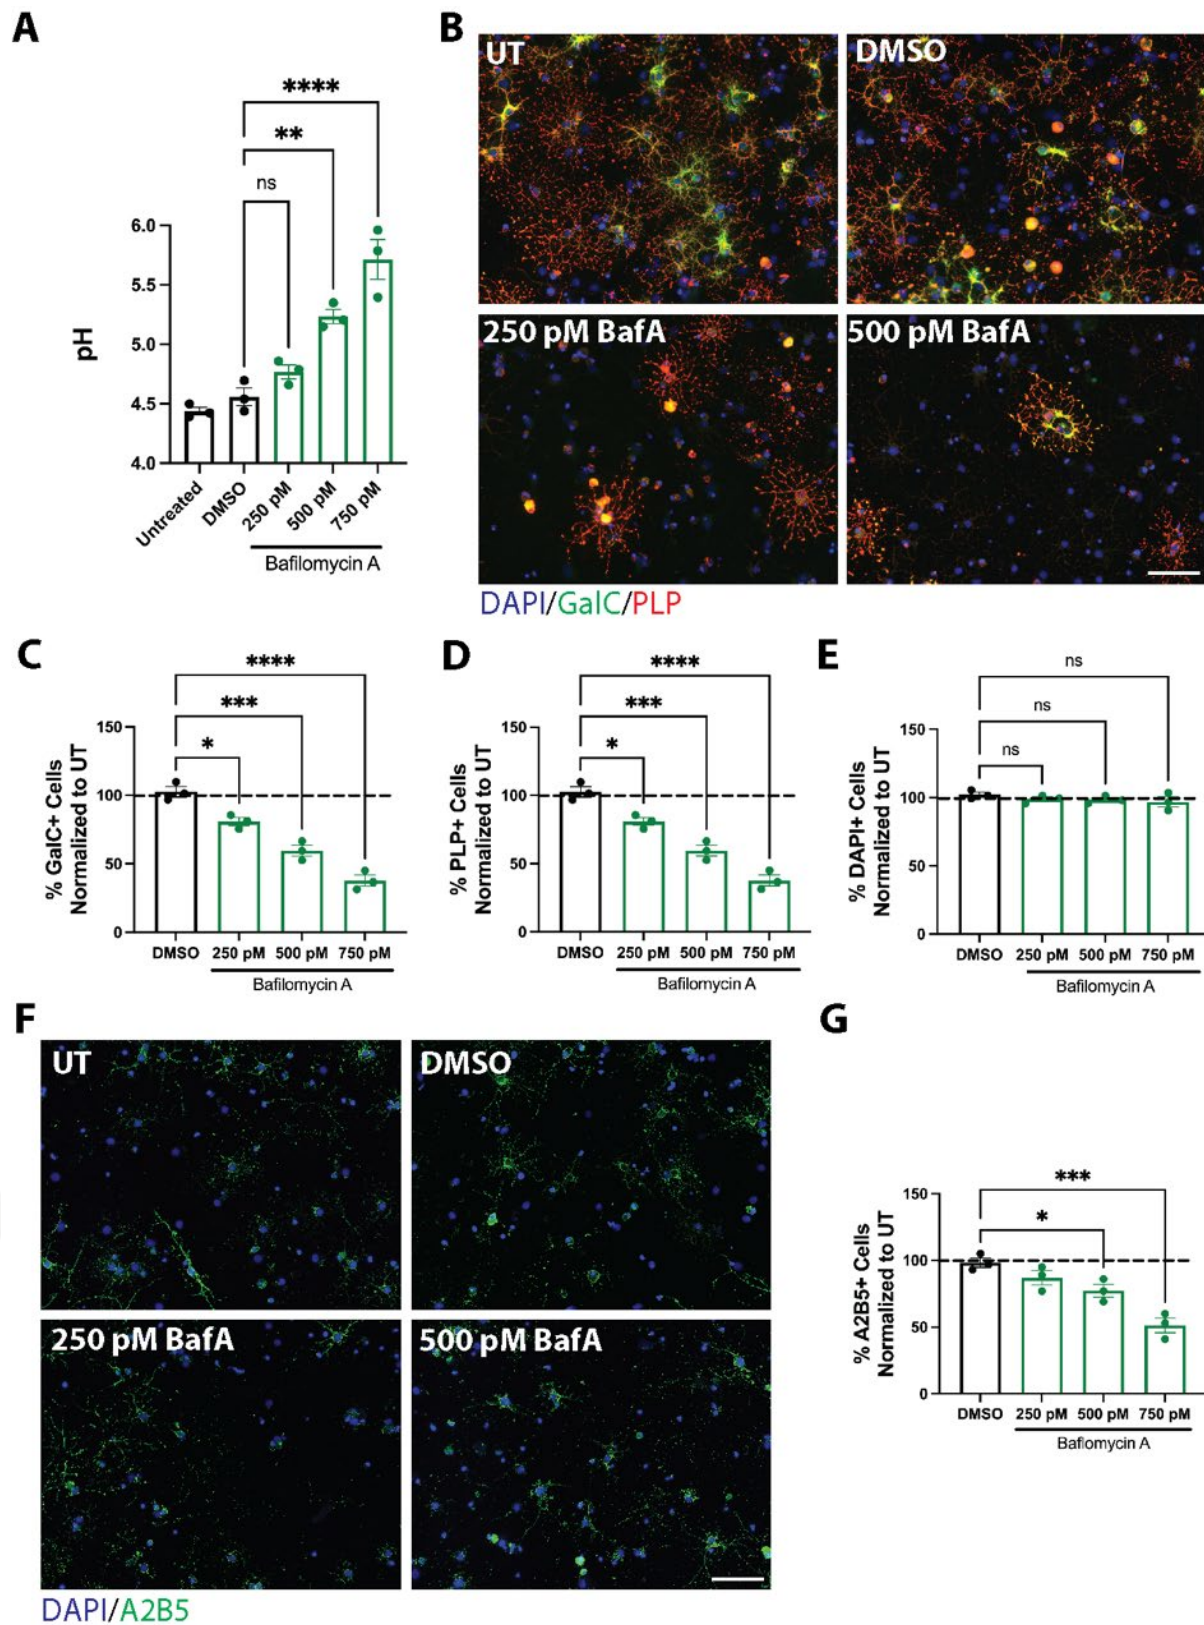 A
****
**
ns
6.0
5.5
5.0
4.5
4.0
pH
Untreated
DMSO
250 pM
500 pM
750 pM
Bafilomycin A
B
UT
DMSO
250 pM BafA
500 pM BafA
DAPI/GalC/PLP
C
****
***
*
150
100
50
0
% GalC+ Cells
Normalized to UT
DMSO 250 pM 500 pM 750 pM
Bafilomycin A
D
****
***
*
150
100
50
0
% PLP+ Cells
Normalized to UT
DMSO 250 pM 500 pM 750 pM
Bafilomycin A
E
ns
ns
ns
150
100
50
0
% DAPI+ Cells
Normalized to UT
DMSO 250 pM 500 pM 750 pM
Bafilomycin A
F
UT
DMSO
250 pM BafA
500 pM BafA
DAPI/A2B5
G
***
*
150
100
50
0
% A2B5+ Cells
Normalized to UT
DMSO 250 pM 500 pM 750 pM
Baflomycin A